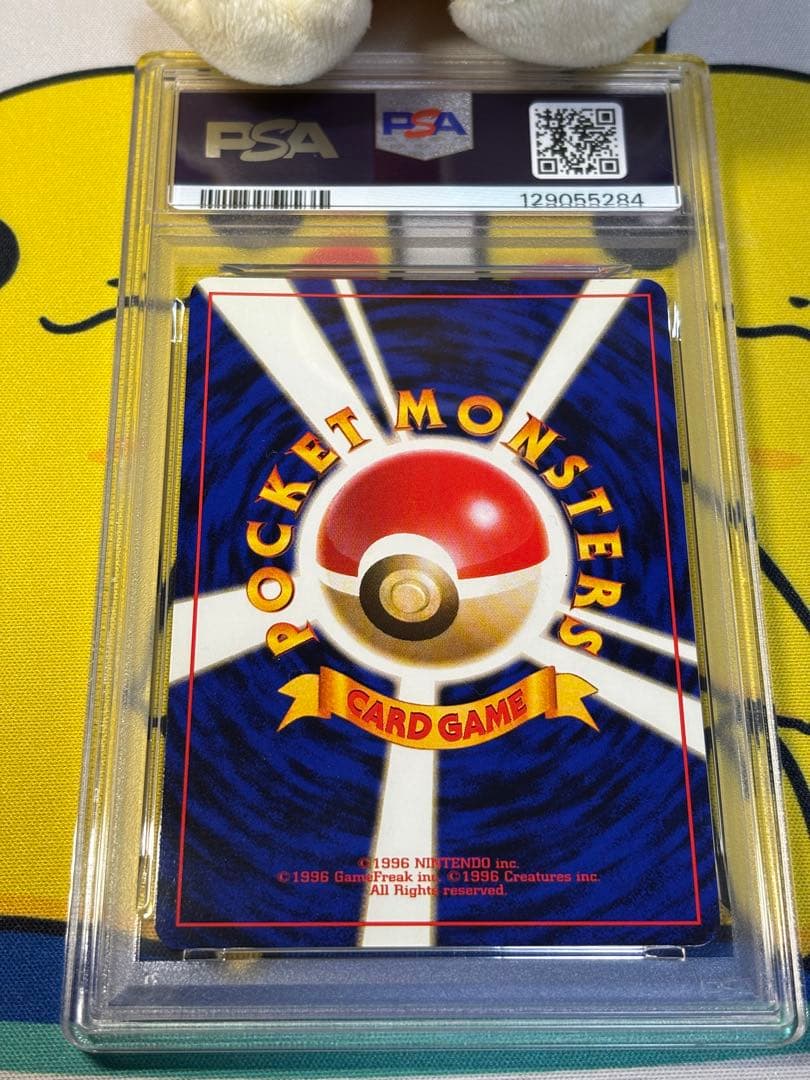 PSA
PSA
129055284
POCKET MONSTERS
CARD GAME
©1996 NINTENDO inc.
©1996 GameFreak inc. ©1996 Creatures inc.
All Rights reserved.